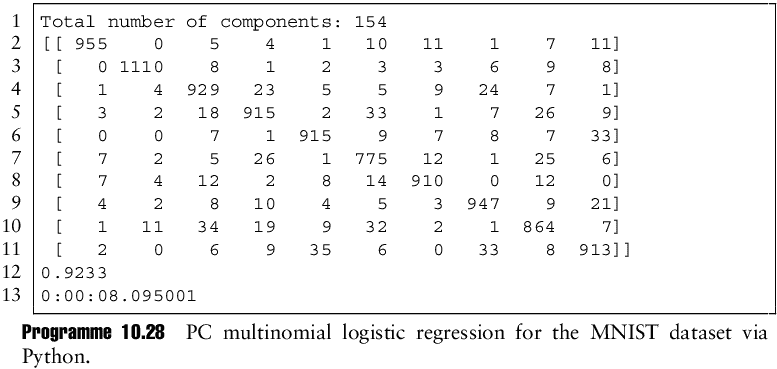 1 Total number of components: 154
2 [[ 955 0 5 4 1 10 11 1 7 11]
3 [ 0 1110 8 1 2 3 3 6 9 8]
4 [ 1 4 929 23 5 5 9 24 7 1]
5 [ 3 2 18 915 2 33 1 7 26 9]
6 [ 0 0 7 1 915 9 7 8 7 33]
7 [ 7 2 5 26 1 775 12 1 25 6]
8 [ 7 4 12 2 8 14 910 0 12 0]
9 [ 4 2 8 10 4 5 3 947 9 21]
10 [ 1 11 34 19 9 32 2 1 864 7]
11 [ 2 0 6 9 35 6 0 33 8 913]]
12 0.9233
13 0:00:08.095001
Programme 10.28 PC multinomial logistic regression for the MNIST dataset via
Python.